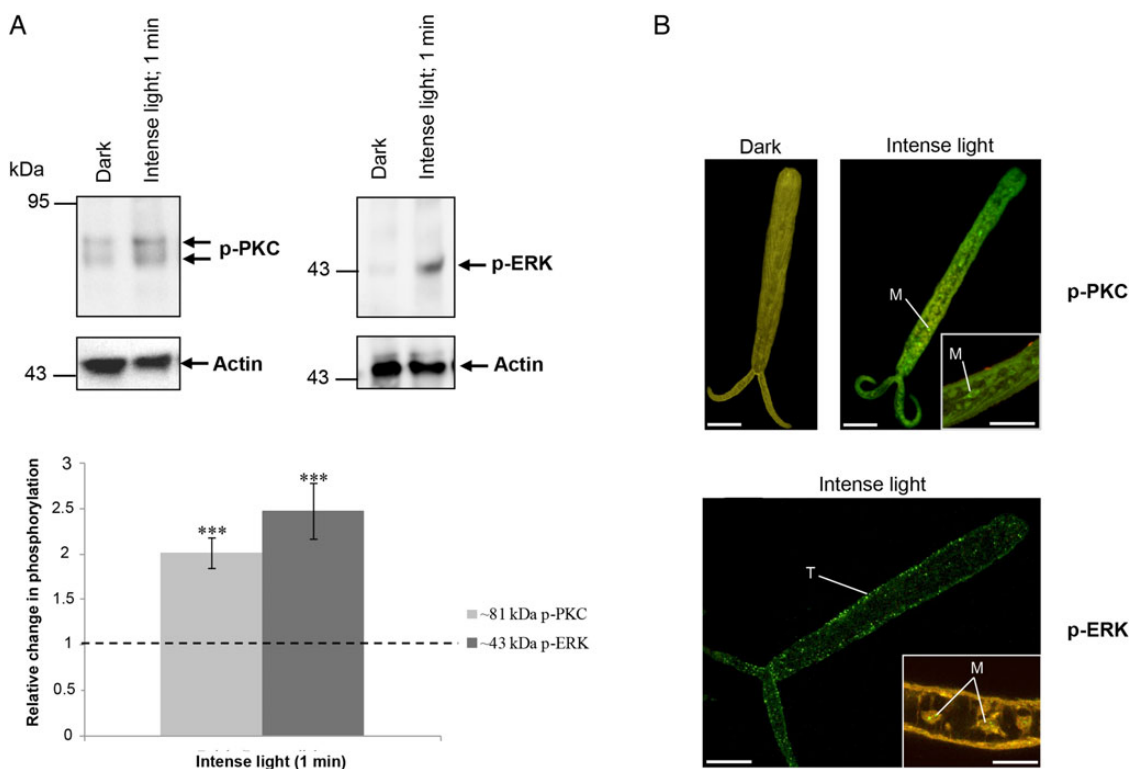 A
B
Dark
Intense light; 1 min
Dark
Intense light; 1 min
kDa
95
p-PKC
43
p-ERK
43
Actin
43
Actin
Dark
Intense light
M
M
p-PKC
3
2.5
2
1.5
1
0.5
0
Relative change in phosphorylation
***
***
~81 kDa p-PKC
~43 kDa p-ERK
Intense light (1 min)
Intense light
T
M
p-ERK